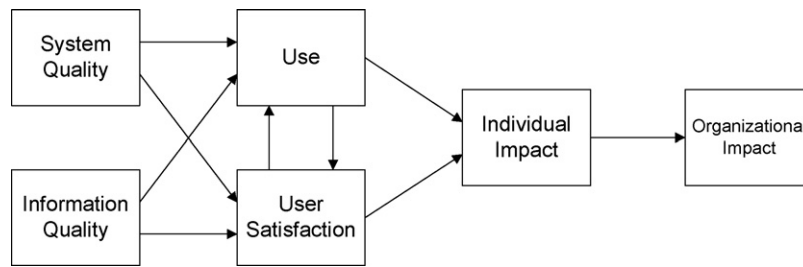 System
Quality
Use
Individual
Impact
Organizationa
Impact
Information
Quality
User
Satisfaction